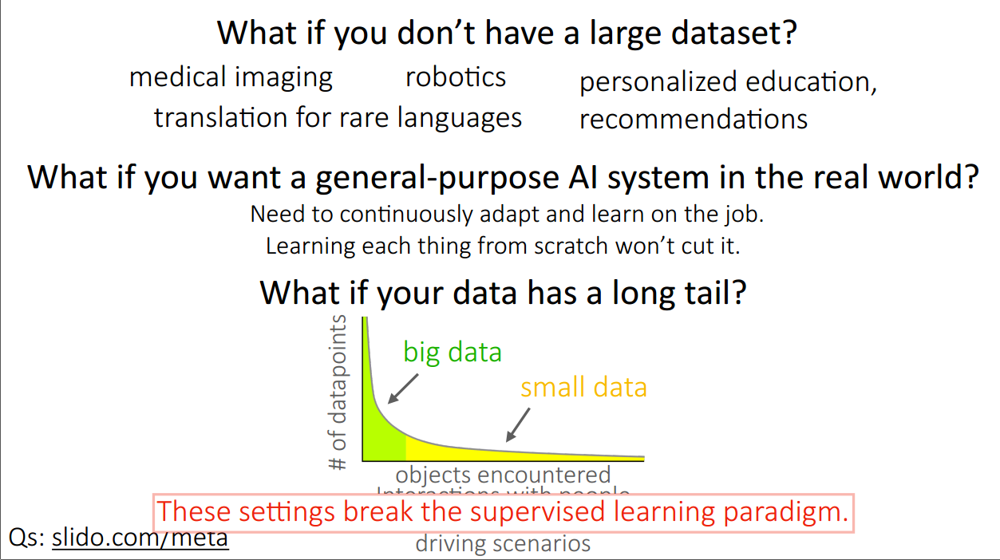 What if you don’t have a large dataset?
medical imaging
robotics
translation for rare languages
personalized education,
recommendations
What if you want a general-purpose AI system in the real world?
Need to continuously adapt and learn on the job.
Learning each thing from scratch won’t cut it.
What if your data has a long tail?
# of datapoints
big data
small data
objects encountered
Interactions with people
These settings break the supervised learning paradigm.
driving scenarios
Qs: slido.com/meta